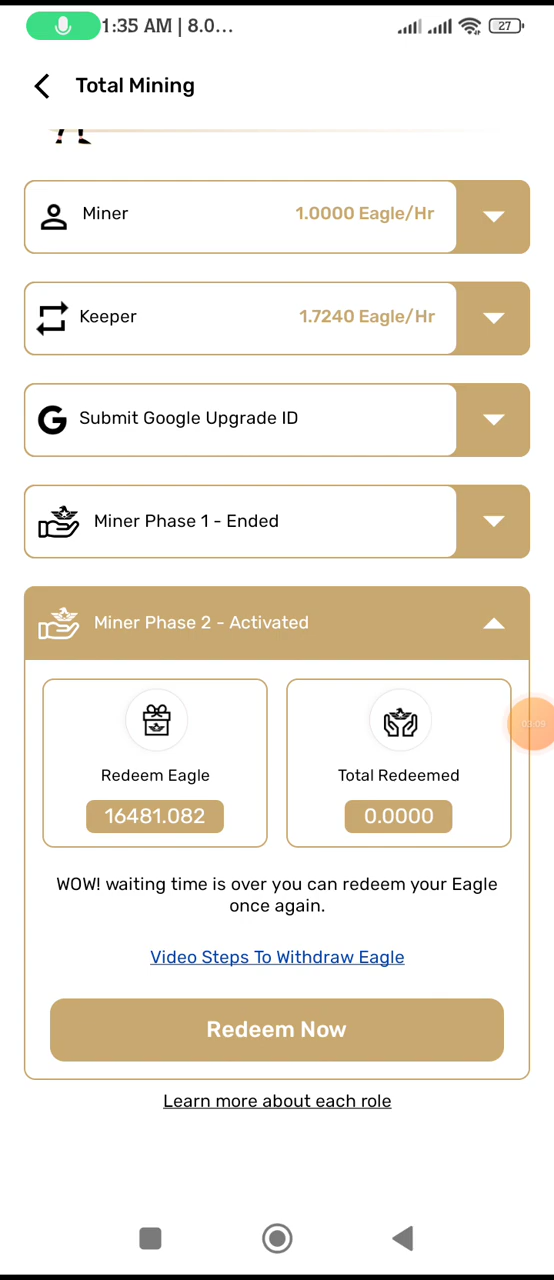 1:35 AM | 8.0...
27
Total Mining
Miner
1.0000 Eagle/Hr
Keeper
1.7240 Eagle/Hr
Submit Google Upgrade ID
Miner Phase 1 - Ended
Miner Phase 2 - Activated
03:09
Redeem Eagle
Total Redeemed
16481.082
0.0000
WOW! waiting time is over you can redeem your Eagle
once again.
Video Steps To Withdraw Eagle
Redeem Now
Learn more about each role